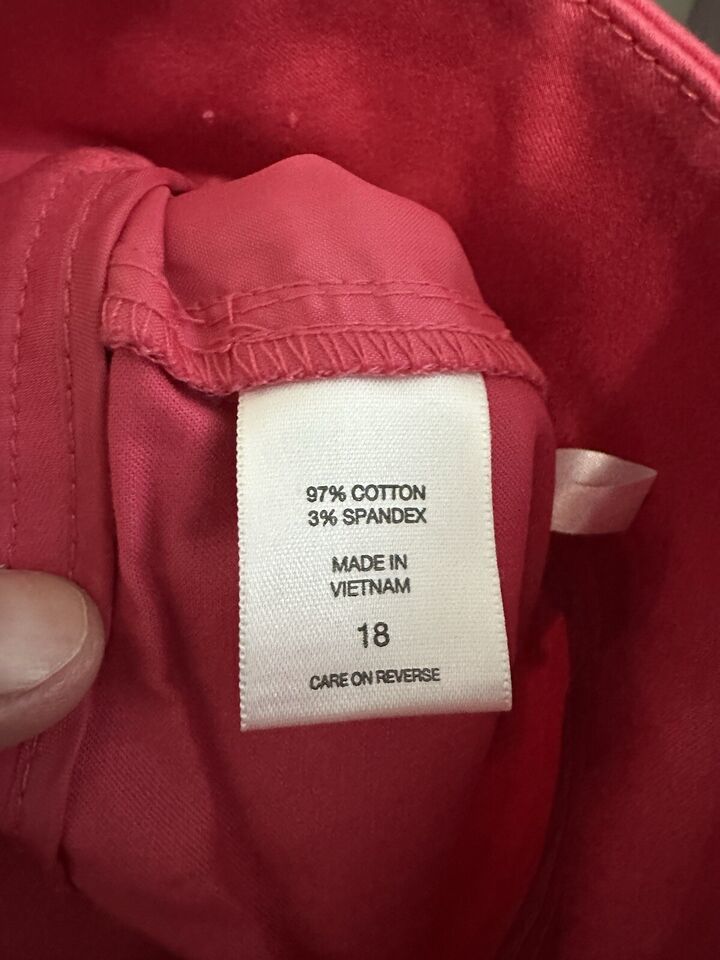 97% COTTON
3% SPANDEX
MADE IN
VIETNAM
18
CARE ON REVERSE